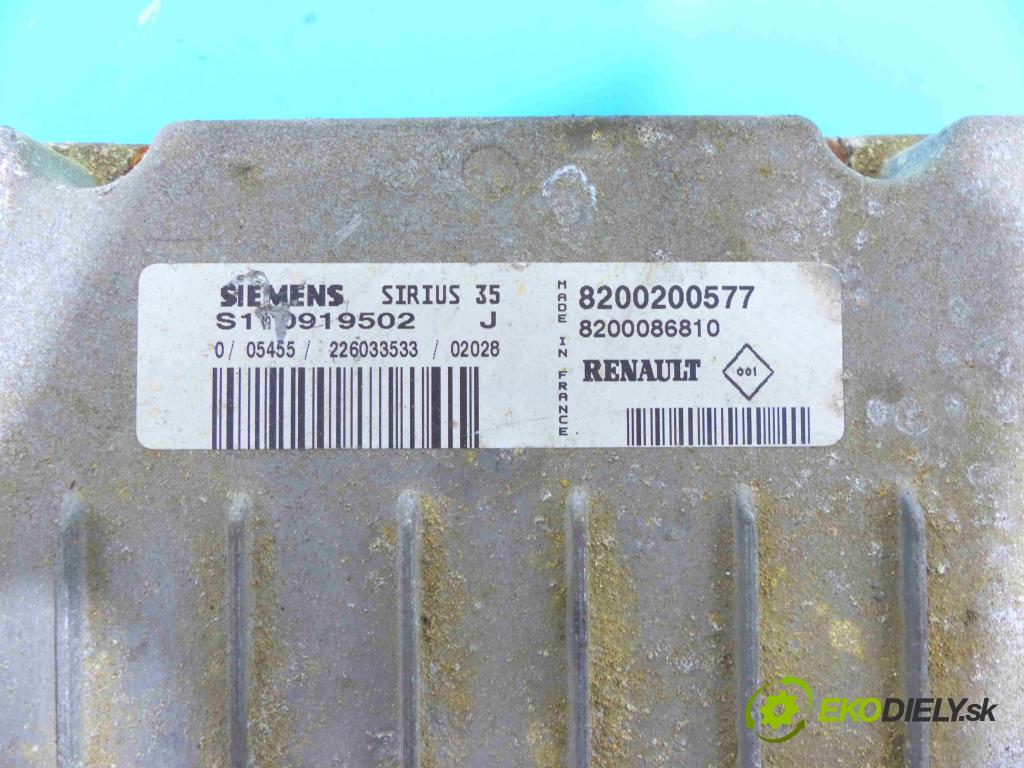 SIEMENS SIRIUS 35
J
0/ 05455/ 226033533 /02028
MADE IN FRANCE
8200200577
8200086810
RENAULT 001
EKODIELY.sk